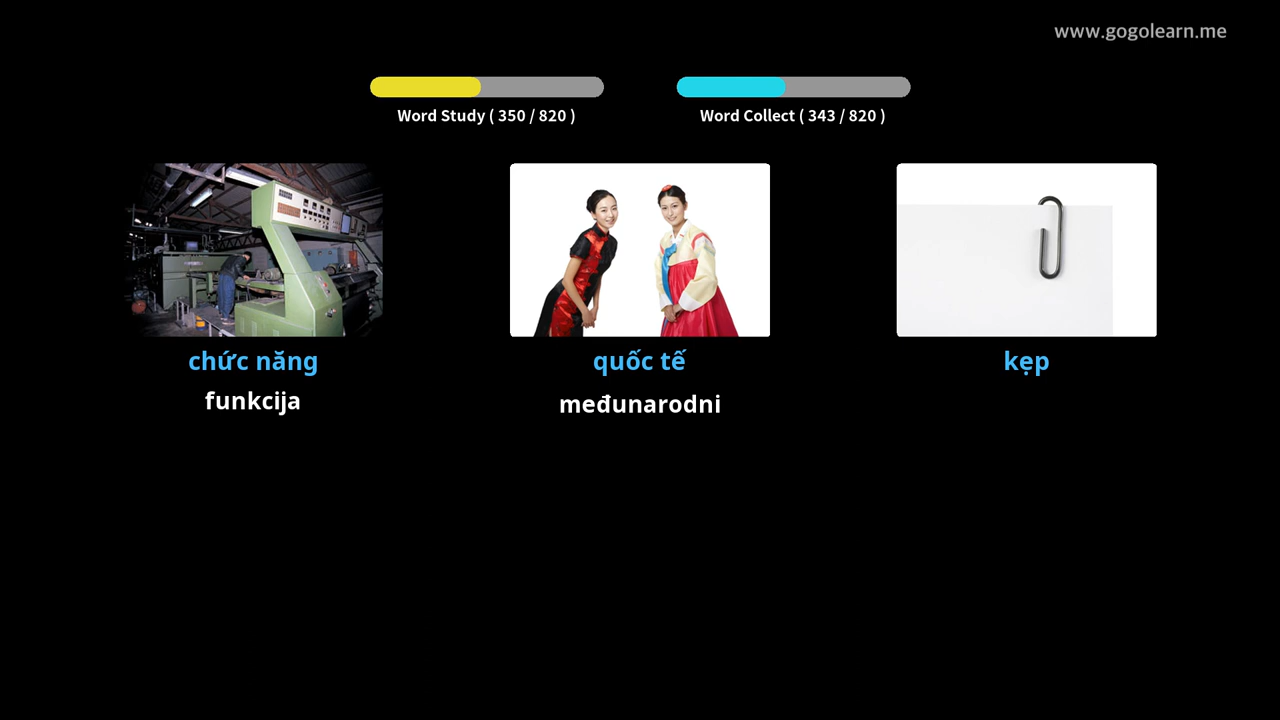 www.gogolearn.me
Word Study ( 350 / 820 )
Word Collect ( 343 / 820 )
chức năng
funkcija
quốc tế
međunarodni
kẹp